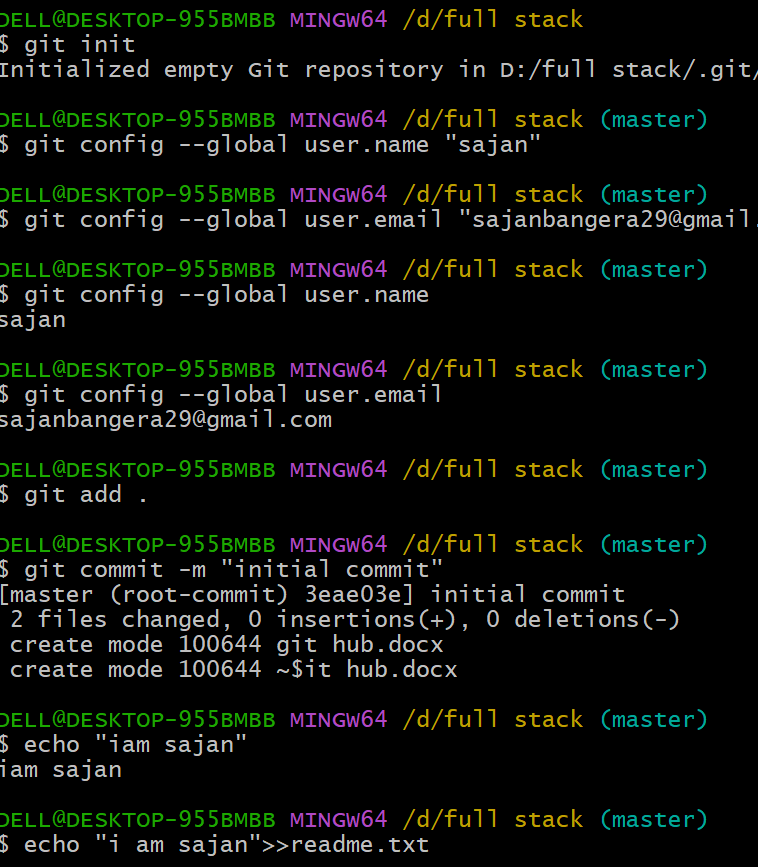 DELL@DESKTOP-955BMBB MINGW64 /d/full stack
$ git init
Initialized empty Git repository in D:/full stack/.git/
DELL@DESKTOP-955BMBB MINGW64 /d/full stack (master)
$ git config --global user.name "sajan"
DELL@DESKTOP-955BMBB MINGW64 /d/full stack (master)
$ git config --global user.email "sajanbangera29@gmail.
DELL@DESKTOP-955BMBB MINGW64 /d/full stack (master)
$ git config --global user.name
sajan
DELL@DESKTOP-955BMBB MINGW64 /d/full stack (master)
$ git config --global user.email
sajanbangera29@gmail.com
DELL@DESKTOP-955BMBB MINGW64 /d/full stack (master)
$ git add .
DELL@DESKTOP-955BMBB MINGW64 /d/full stack (master)
$ git commit -m "initial commit"
[master (root-commit) 3eae03e] initial commit
2 files changed, 0 insertions(+), 0 deletions(-)
create mode 100644 git hub.docx
create mode 100644 ~$it hub.docx
DELL@DESKTOP-955BMBB MINGW64 /d/full stack (master)
$ echo "iam sajan"
iam sajan
DELL@DESKTOP-955BMBB MINGW64 /d/full stack (master)
$ echo "i am sajan">>readme.txt